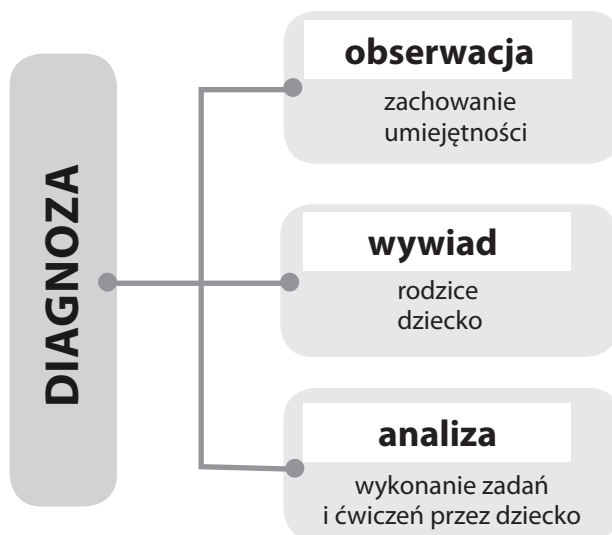 DIAGNOZA
obserwacja
zachowanie
umiejętności
wywiad
rodzice
dziecko
analiza
wykonanie zadań
i ćwiczeń przez dziecko